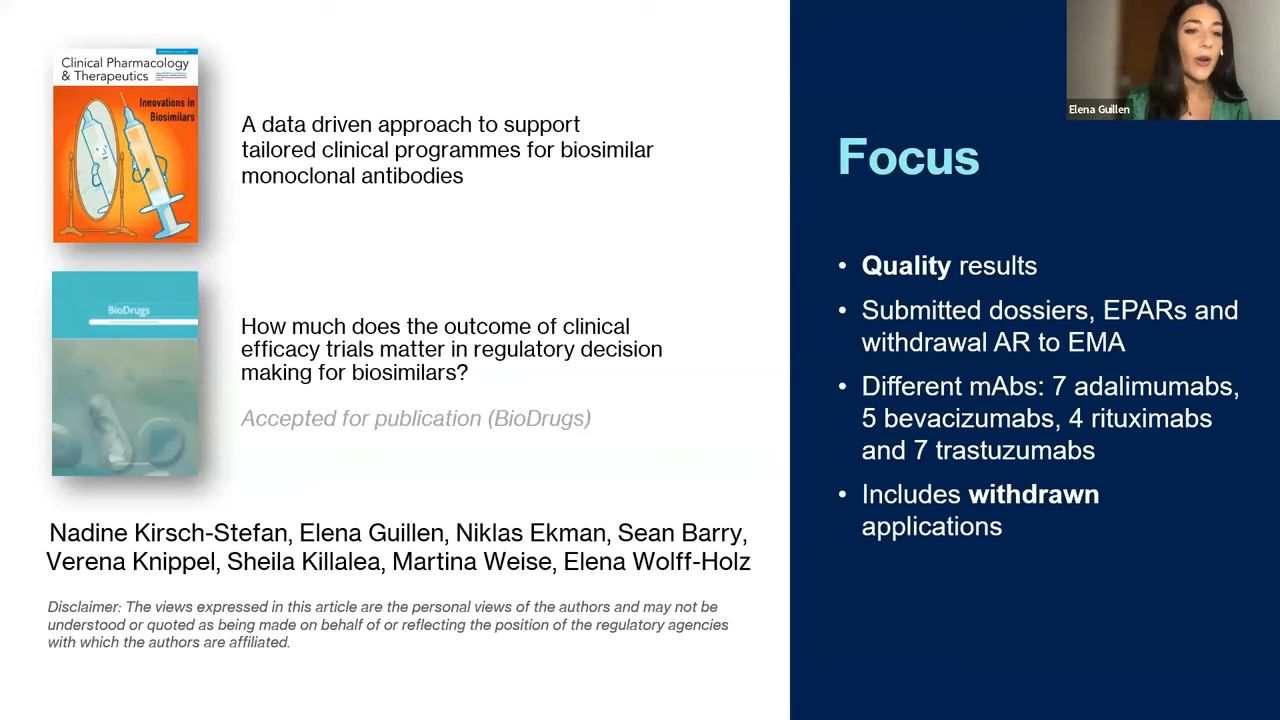 Clinical Pharmacology
& Therapeutics
Innovations in
Biosimilars
A data driven approach to support
tailored clinical programmes for biosimilar
monoclonal antibodies
BioDrugs
How much does the outcome of clinical
efficacy trials matter in regulatory decision
making for biosimilars?
Accepted for publication (BioDrugs)
Nadine Kirsch-Stefan, Elena Guillen, Niklas Ekman, Sean Barry,
Verena Knippel, Sheila Killalea, Martina Weise, Elena Wolff-Holz
Disclaimer: The views expressed in this article are the personal views of the authors and may not be
understood or quoted as being made on behalf of or reflecting the position of the regulatory agencies
with which the authors are affiliated.
Elena Guillen
Focus
• Quality results
• Submitted dossiers, EPARs and
withdrawal AR to EMA
• Different mAbs: 7 adalimumabs,
5 bevacizumabs, 4 rituximabs
and 7 trastuzumabs
• Includes withdrawn
applications